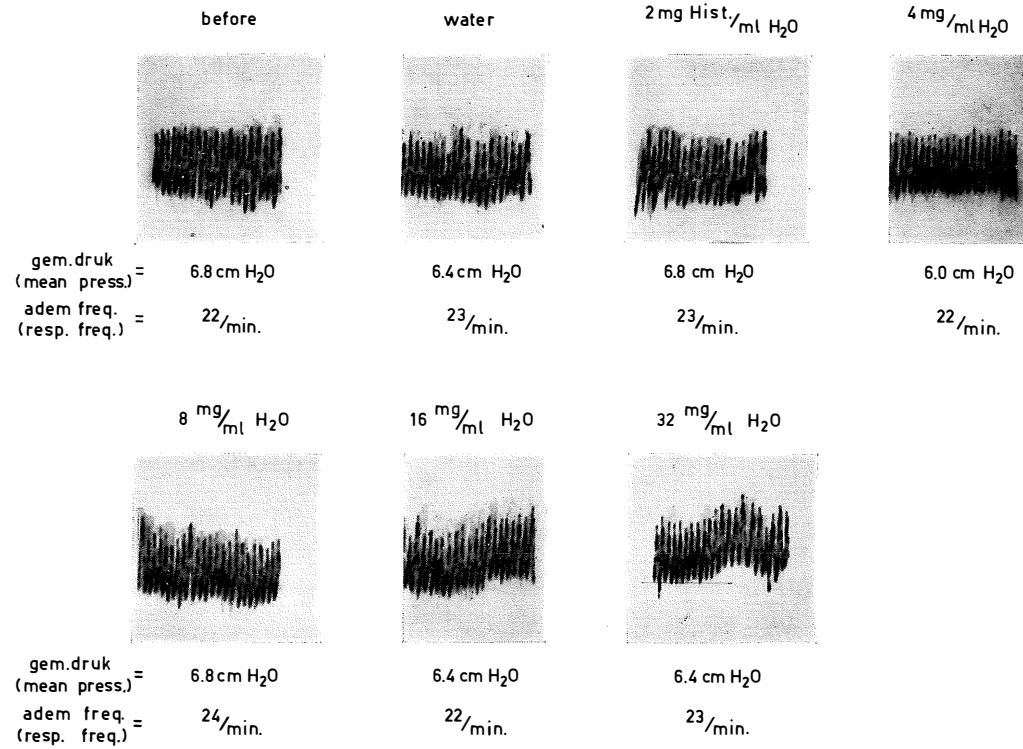 before water 2 mg Hist./ml H₂O 4 mg/ml H₂O
gem. druk
(mean press.) = 6.8 cm H₂O 6.4 cm H₂O 6.8 cm H₂O 6.0 cm H₂O
adem freq.
(resp. freq.) = 22/min. 23/min. 23/min. 22/min.
8 mg/ml H₂O 16 mg/ml H₂O 32 mg/ml H₂O
gem. druk
(mean press.) = 6.8 cm H₂O 6.4 cm H₂O 6.4 cm H₂O
adem freq.
(resp. freq.) = 24/min. 22/min. 23/min.